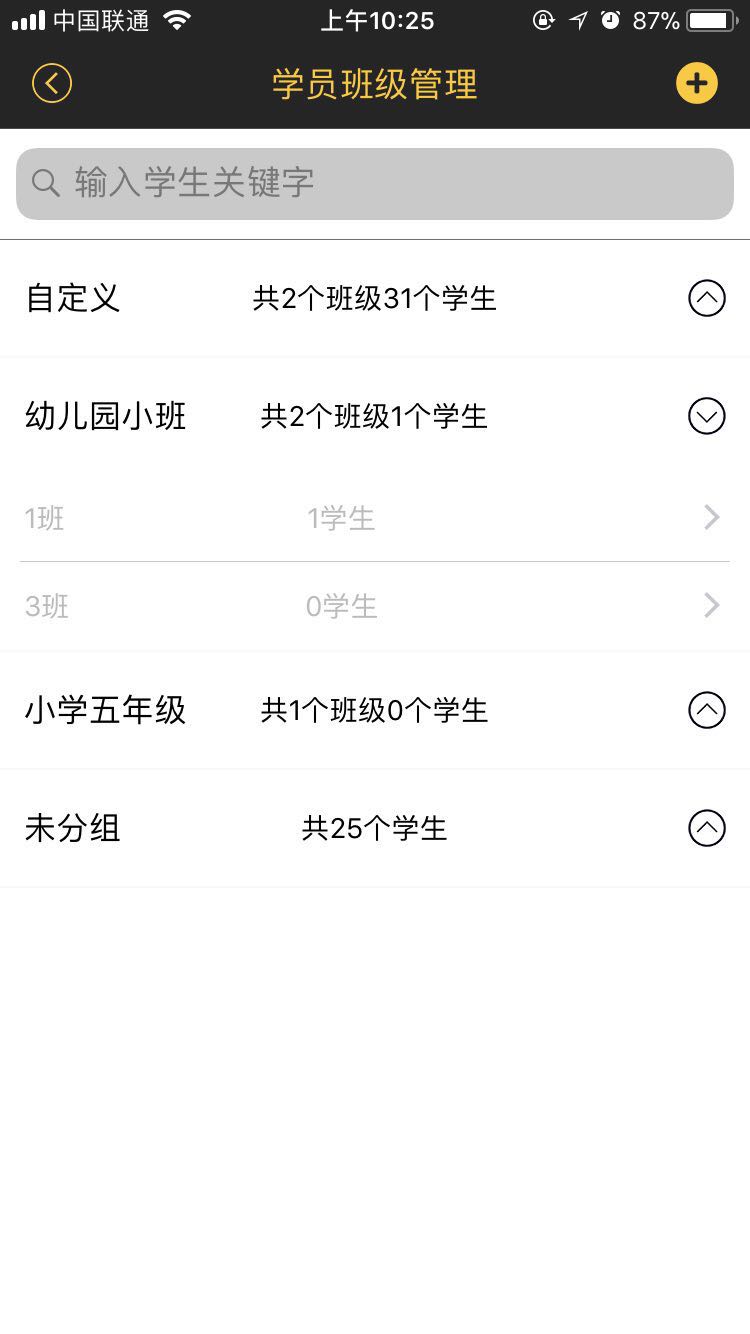 中国联通 上午10:25 87%
学员班级管理
输入学生关键字
自定义 共2个班级31个学生
幼儿园小班 共2个班级1个学生
1班 1学生
3班 0学生
小学五年级 共1个班级0个学生
未分组 共25个学生